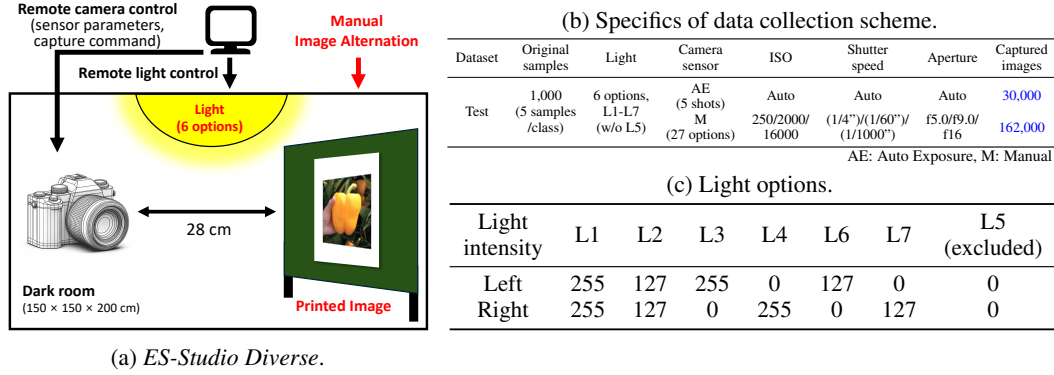 Remote camera control
(sensor parameters,
capture command)
Manual
Image Alternation
Remote light control
Light
(6 options)
28 cm
Dark room
(150 × 150 × 200 cm)
Printed Image
(a) ES-Studio Diverse.
(b) Specifics of data collection scheme.
Dataset Original samples Light Camera sensor ISO Shutter speed Aperture Captured images
Test 1,000 (5 samples /class) 6 options, L1-L7 (w/o L5) AE (5 shots) Auto Auto Auto 30,000
M (27 options) 250/2000/ 16000 (1/4")/(1/60")/ (1/1000") f5.0/f9.0/ f16 162,000
AE: Auto Exposure, M: Manual
(c) Light options.
Light intensity L1 L2 L3 L4 L6 L7 L5 (excluded)
Left 255 127 255 0 127 0 0
Right 255 127 0 255 0 127 0